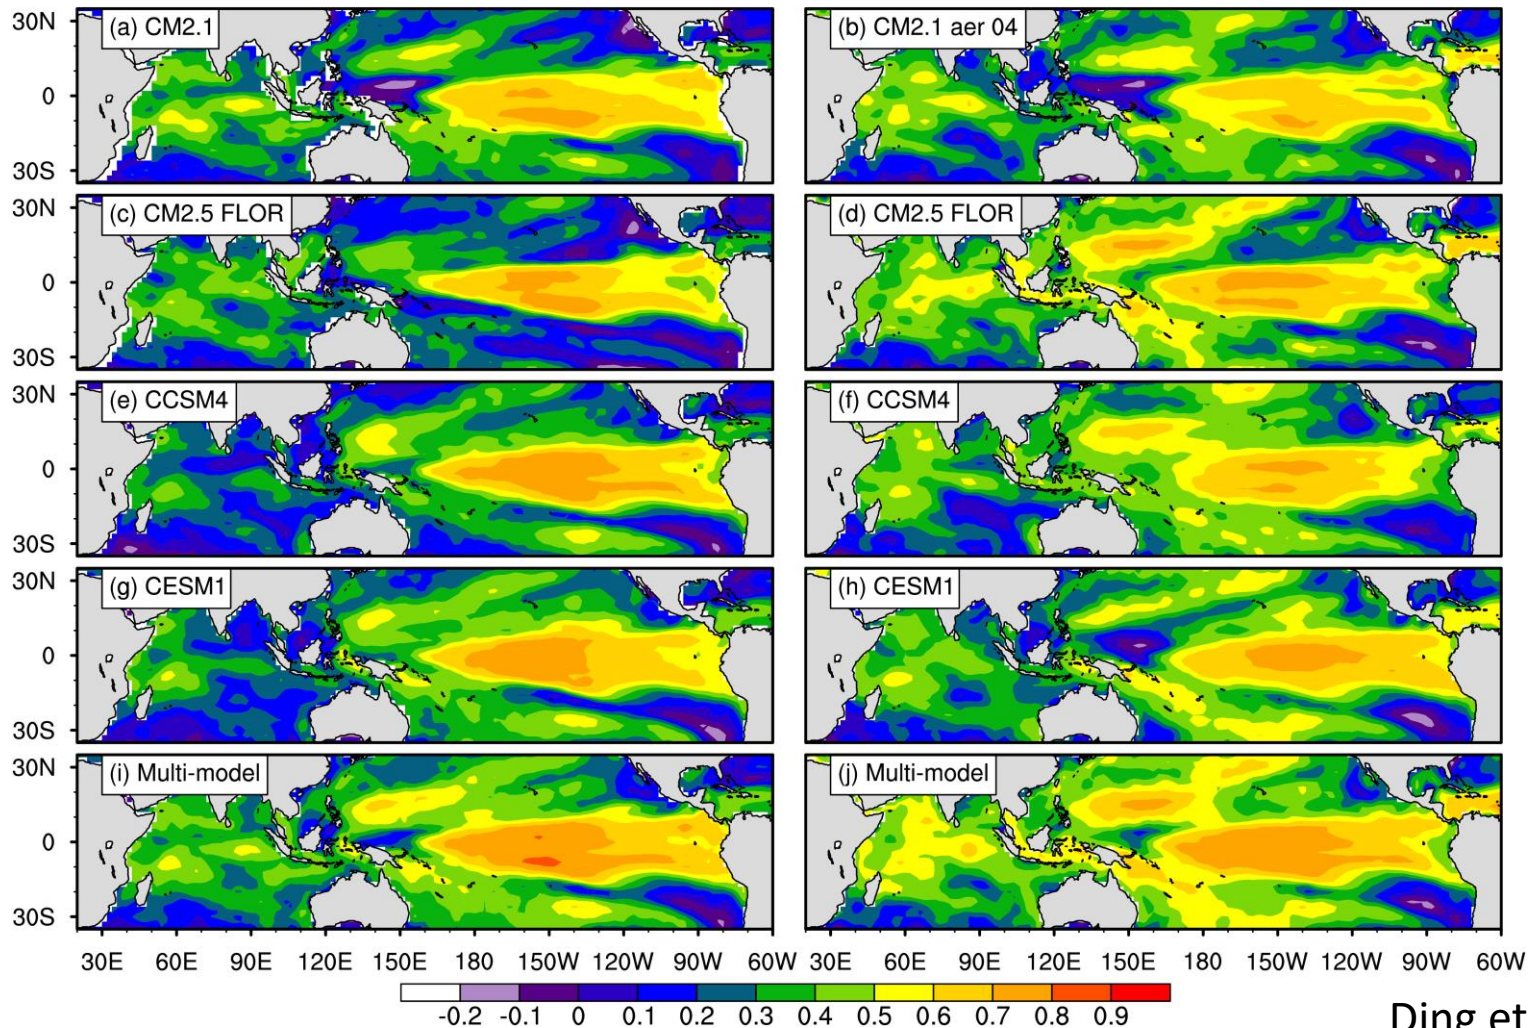 30N (a) CM2.1 (b) CM2.1 aer 04
0
30S
30N (c) CM2.5 FLOR (d) CM2.5 FLOR
0
30S
30N (e) CCSM4 (f) CCSM4
0
30S
30N (g) CESM1 (h) CESM1
0
30S
30N (i) Multi-model (j) Multi-model
0
30S
30E 60E 90E 120E 150E 180 150W 120W 90W 60W 30E 60E 90E 120E 150E 180 150W 120W 90W 60W
-0.2 -0.1 0 0.1 0.2 0.3 0.4 0.5 0.6 0.7 0.8 0.9
Ding et